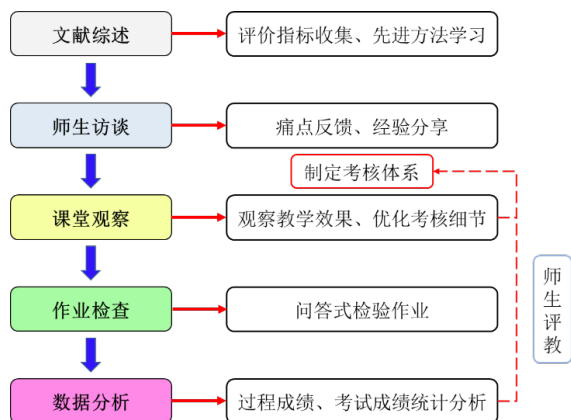 文献综述
评价指标收集、先进方法学习
师生访谈
痛点反馈、经验分享
制定考核体系
课堂观察
观察教学效果、优化考核细节
师生评教
作业检查
问答式检验作业
数据分析
过程成绩、考试成绩统计分析